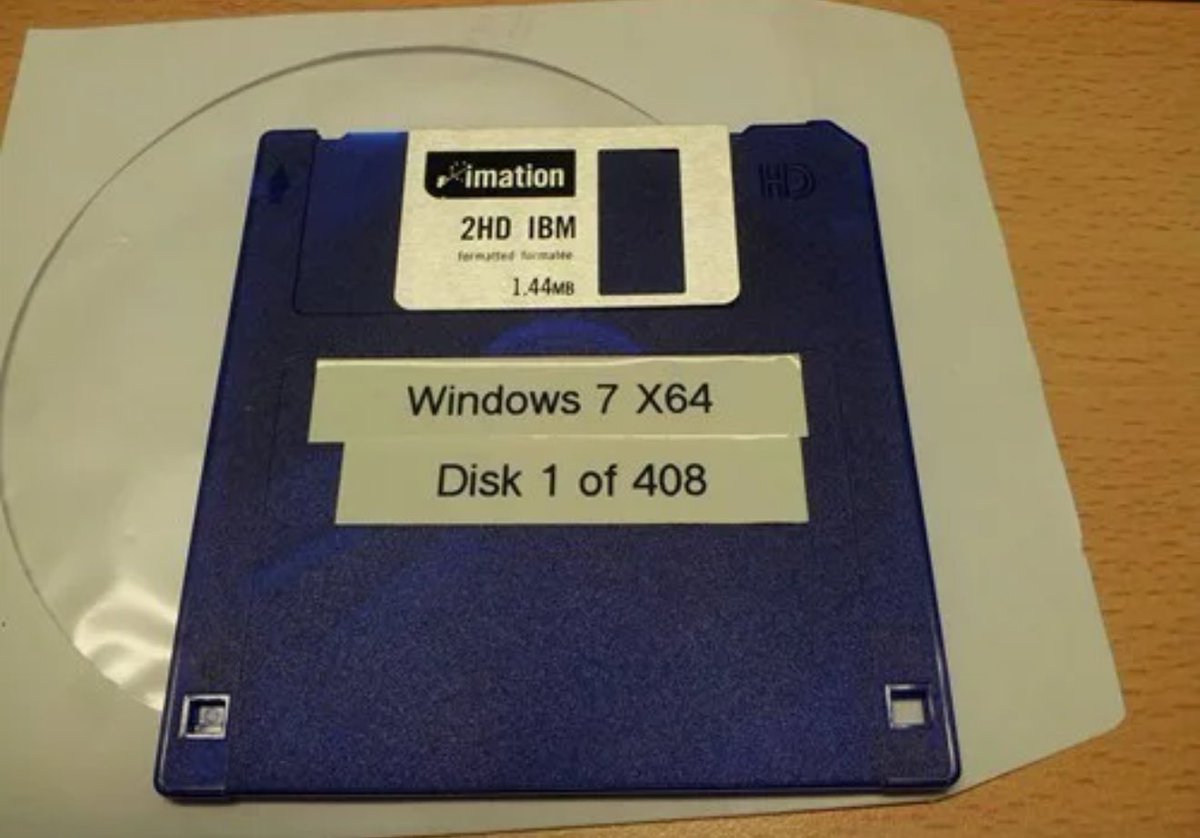 imation
HD
2HD IBM
formatted formatée
1.44MB
Windows 7 X64
Disk 1 of 408